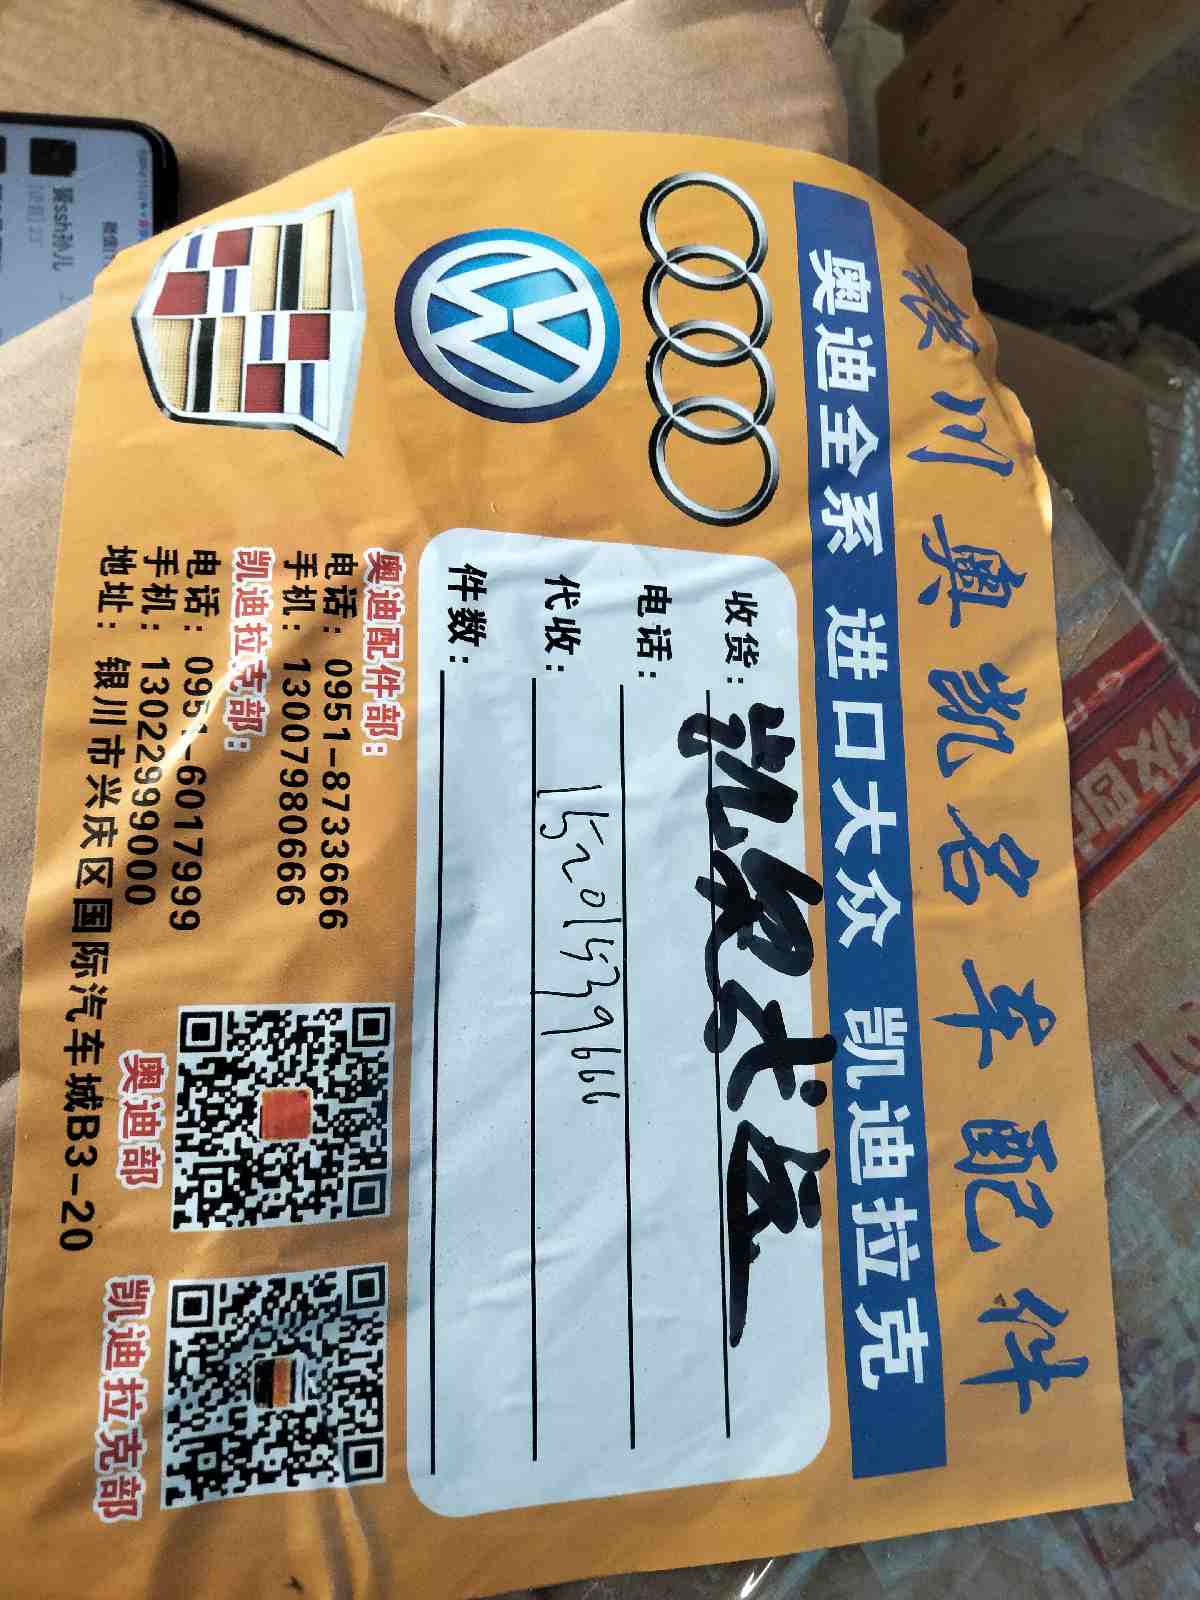 银川奥凯名车配件
奥迪全系 进口大众 凯迪拉克
收货：
电话：
15201539666
代收：
件数：
奥迪配件部：
电话：0951-8733666
手机：13007980666
凯迪拉克部：
电话：0951-6017999
手机：13022999000
地址：银川市兴庆区国际汽车城B3-20
奥迪部
凯迪拉克部